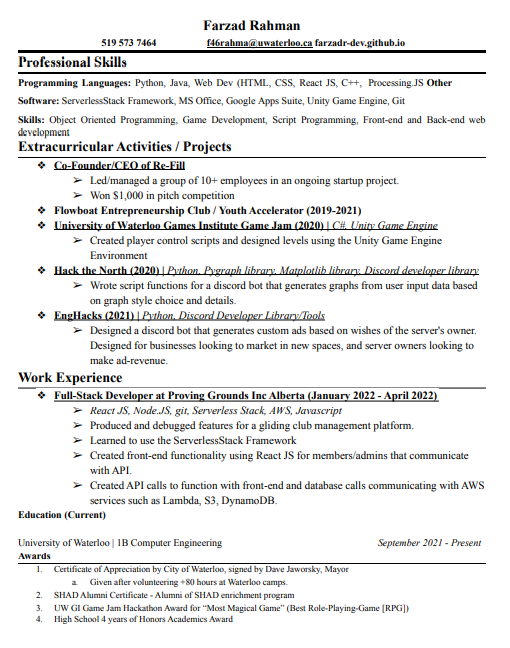 Farzad Rahman
519 573 7464 f46rahma@uwaterloo.ca farzadr-dev.github.io
Professional Skills
Programming Languages: Python, Java, Web Dev (HTML, CSS, React JS, C++, Processing.JS Other
Software: ServerlessStack Framework, MS Office, Google Apps Suite, Unity Game Engine, Git
Skills: Object Oriented Programming, Game Development, Script Programming, Front-end and Back-end web
development
Extracurricular Activities / Projects
❖ Co-Founder/CEO of Re-Fill
➢ Led/managed a group of 10+ employees in an ongoing startup project.
➢ Won $1,000 in pitch competition
❖ Flowboat Entrepreneurship Club / Youth Accelerator (2019-2021)
❖ University of Waterloo Games Institute Game Jam (2020) | C#, Unity Game Engine
➢ Created player control scripts and designed levels using the Unity Game Engine
Environment
❖ Hack the North (2020) | Python, Pygraph library, Matplotlib library, Discord developer library
➢ Wrote script functions for a discord bot that generates graphs from user input data based
on graph style choice and details.
❖ EngHacks (2021) | Python, Discord Developer Library/Tools
➢ Designed a discord bot that generates custom ads based on wishes of the server's owner.
Designed for businesses looking to market in new spaces, and server owners looking to
make ad-revenue.
Work Experience
❖ Full-Stack Developer at Proving Grounds Inc Alberta (January 2022 - April 2022)
➢ React JS, Node.JS, git, Serverless Stack, AWS, Javascript
➢ Produced and debugged features for a gliding club management platform.
➢ Learned to use the ServerlessStack Framework
➢ Created front-end functionality using React JS for members/admins that communicate
with API.
➢ Created API calls to function with front-end and database calls communicating with AWS
services such as Lambda, S3, DynamoDB.
Education (Current)
University of Waterloo | 1B Computer Engineering September 2021 - Present
Awards
1. Certificate of Appreciation by City of Waterloo, signed by Dave Jaworsky, Mayor
a. Given after volunteering +80 hours at Waterloo camps.
2. SHAD Alumni Certificate - Alumni of SHAD enrichment program
3. UW GI Game Jam Hackathon Award for “Most Magical Game” (Best Role-Playing-Game [RPG])
4. High School 4 years of Honors Academics Award